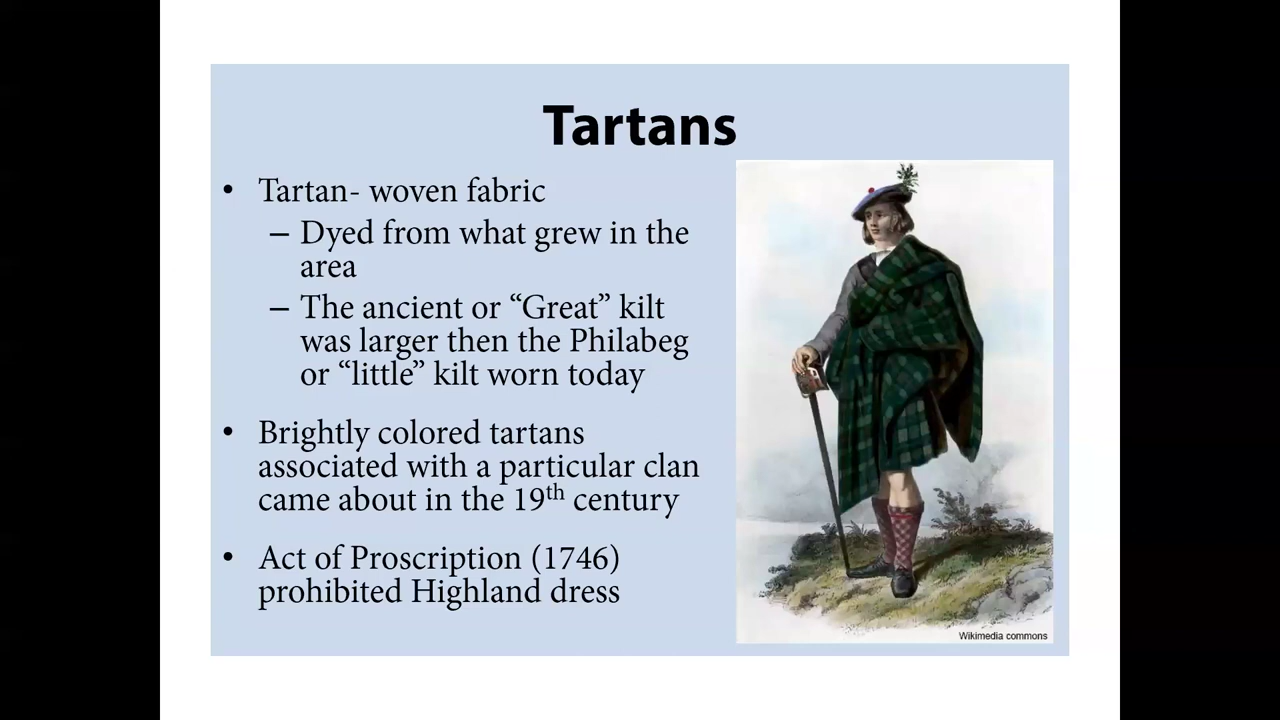 Tartans
• Tartan- woven fabric
– Dyed from what grew in the
area
– The ancient or “Great” kilt
was larger then the Philabeg
or “little” kilt worn today
• Brightly colored tartans
associated with a particular clan
came about in the 19th century
• Act of Proscription (1746)
prohibited Highland dress
Wikimedia commons